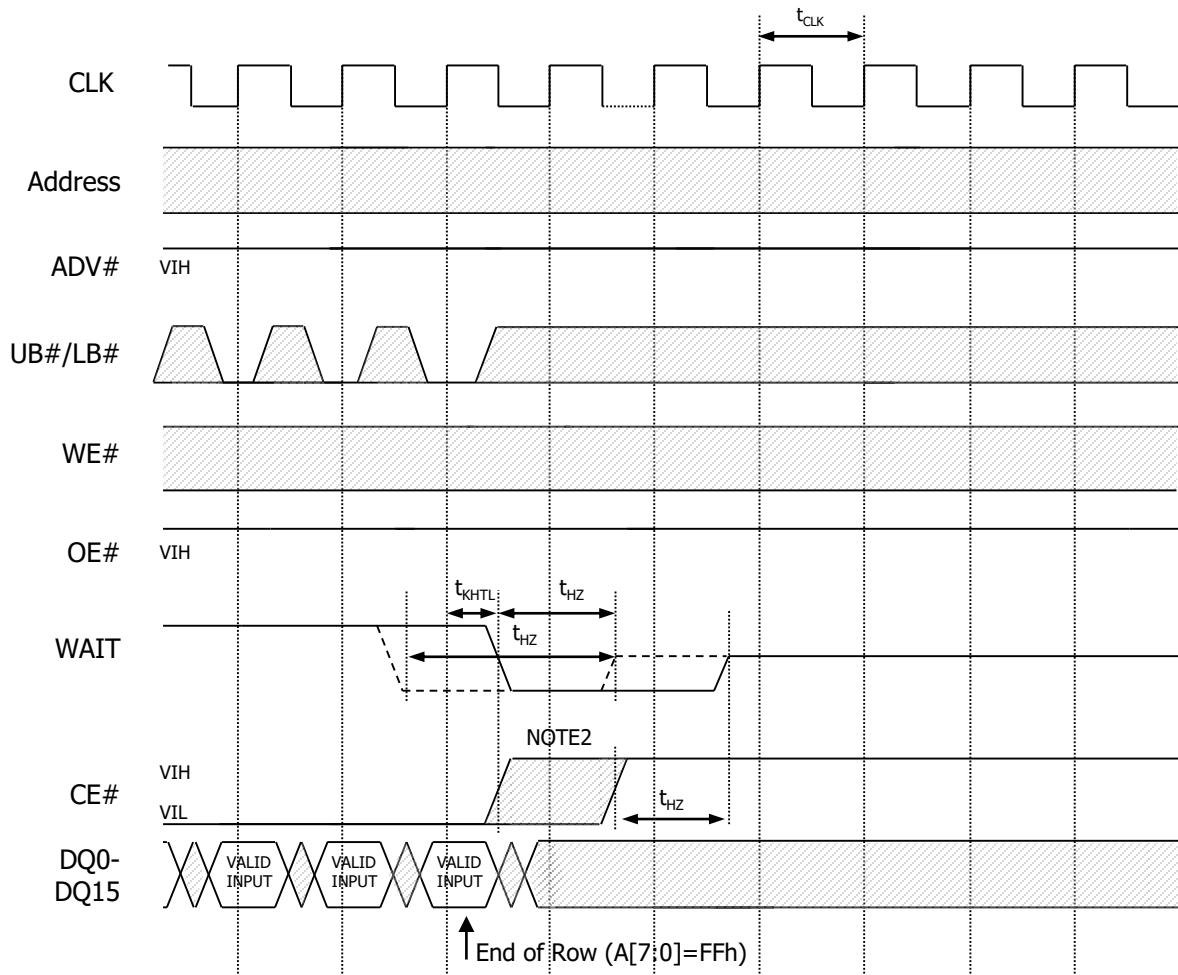 tCLK
CLK
Address
ADV#
VIH
UB#/LB#
WE#
OE#
VIH
tKHTL
tHZ
tHZ
WAIT
NOTE2
VIH
CE#
VIL
tHZ
DQ0-
DQ15
VALID
INPUT
VALID
INPUT
VALID
INPUT
End of Row (A[7:0]=FFh)